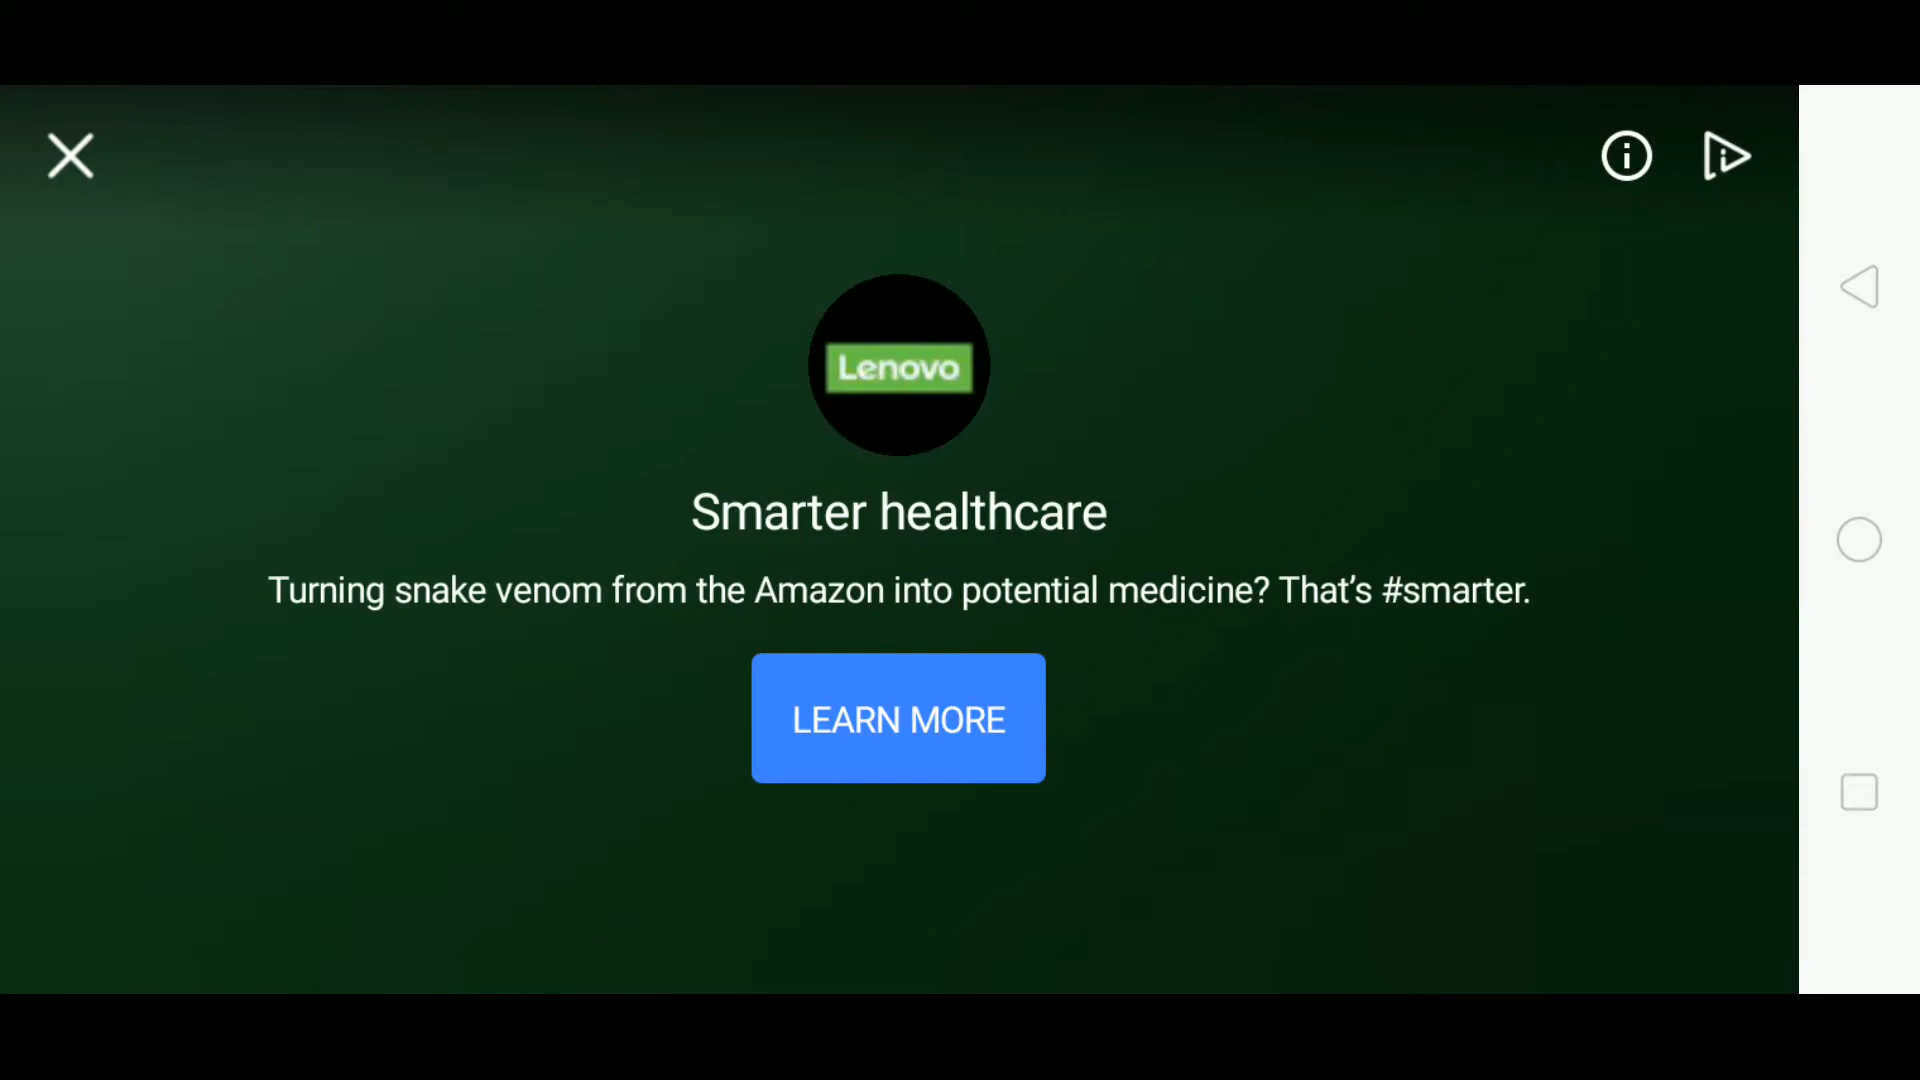 Lenovo
Smarter healthcare
Turning snake venom from the Amazon into potential medicine? That’s #smarter.
LEARN MORE